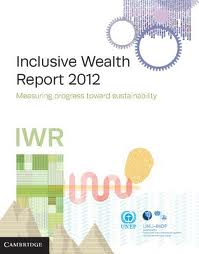 Inclusive Wealth
Report 2012
Measuring progress toward sustainability
IWR
UNEP
UNU-IHDP
CAMBRIDGE